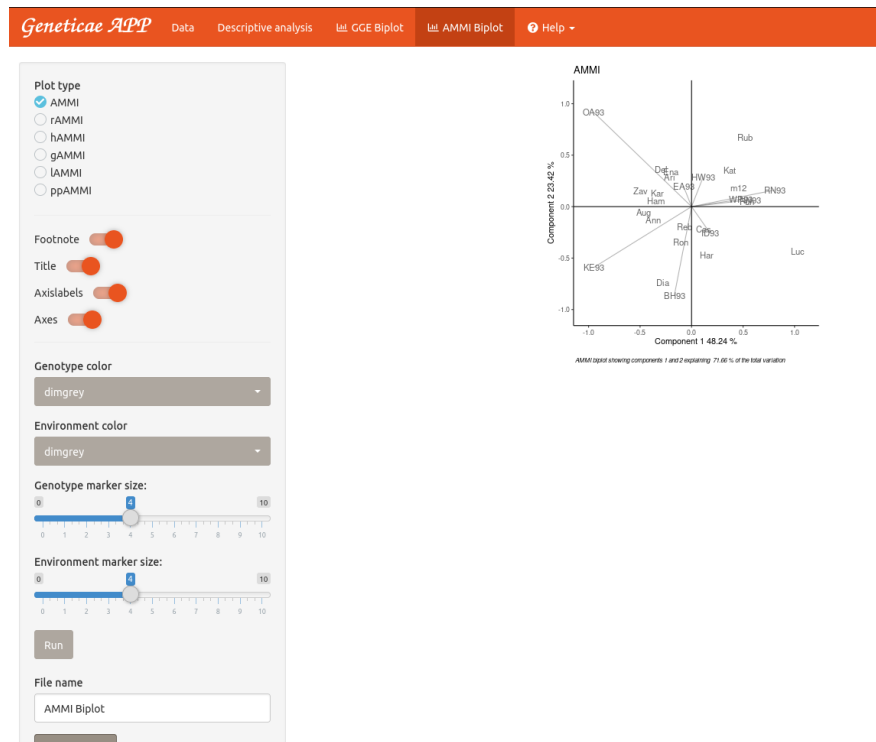 Geneticae APP Data Descriptive analysis GGE Biplot AMMI Biplot Help
Plot type
AMMI
rAMMI
hAMMI
gAMMI
lAMMI
ppAMMI
Footnote
Title
Axislabels
Axes
Genotype color
dimgrey
Environment color
dimgrey
Genotype marker size:
0 4 10
0 1 2 3 4 5 6 7 8 9 10
Environment marker size:
0 4 10
0 1 2 3 4 5 6 7 8 9 10
Run
File name
AMMI Biplot
AMMI
Component 2 23.42 %
1.0
0.5
0.0
-0.5
-1.0
OA93
Rub
Ena
Kat
Ari
HW93
EA93
m12
RN93
Zav
Kar
Ham
Aug
Ann
Reb
ID93
Ron
Har
Luc
KE93
Dia
BH93
-1.0 -0.5 0.0 0.5 1.0
Component 1 48.24 %
AMMI biplot showing components 1 and 2 explaining 71.66 % of the total variation